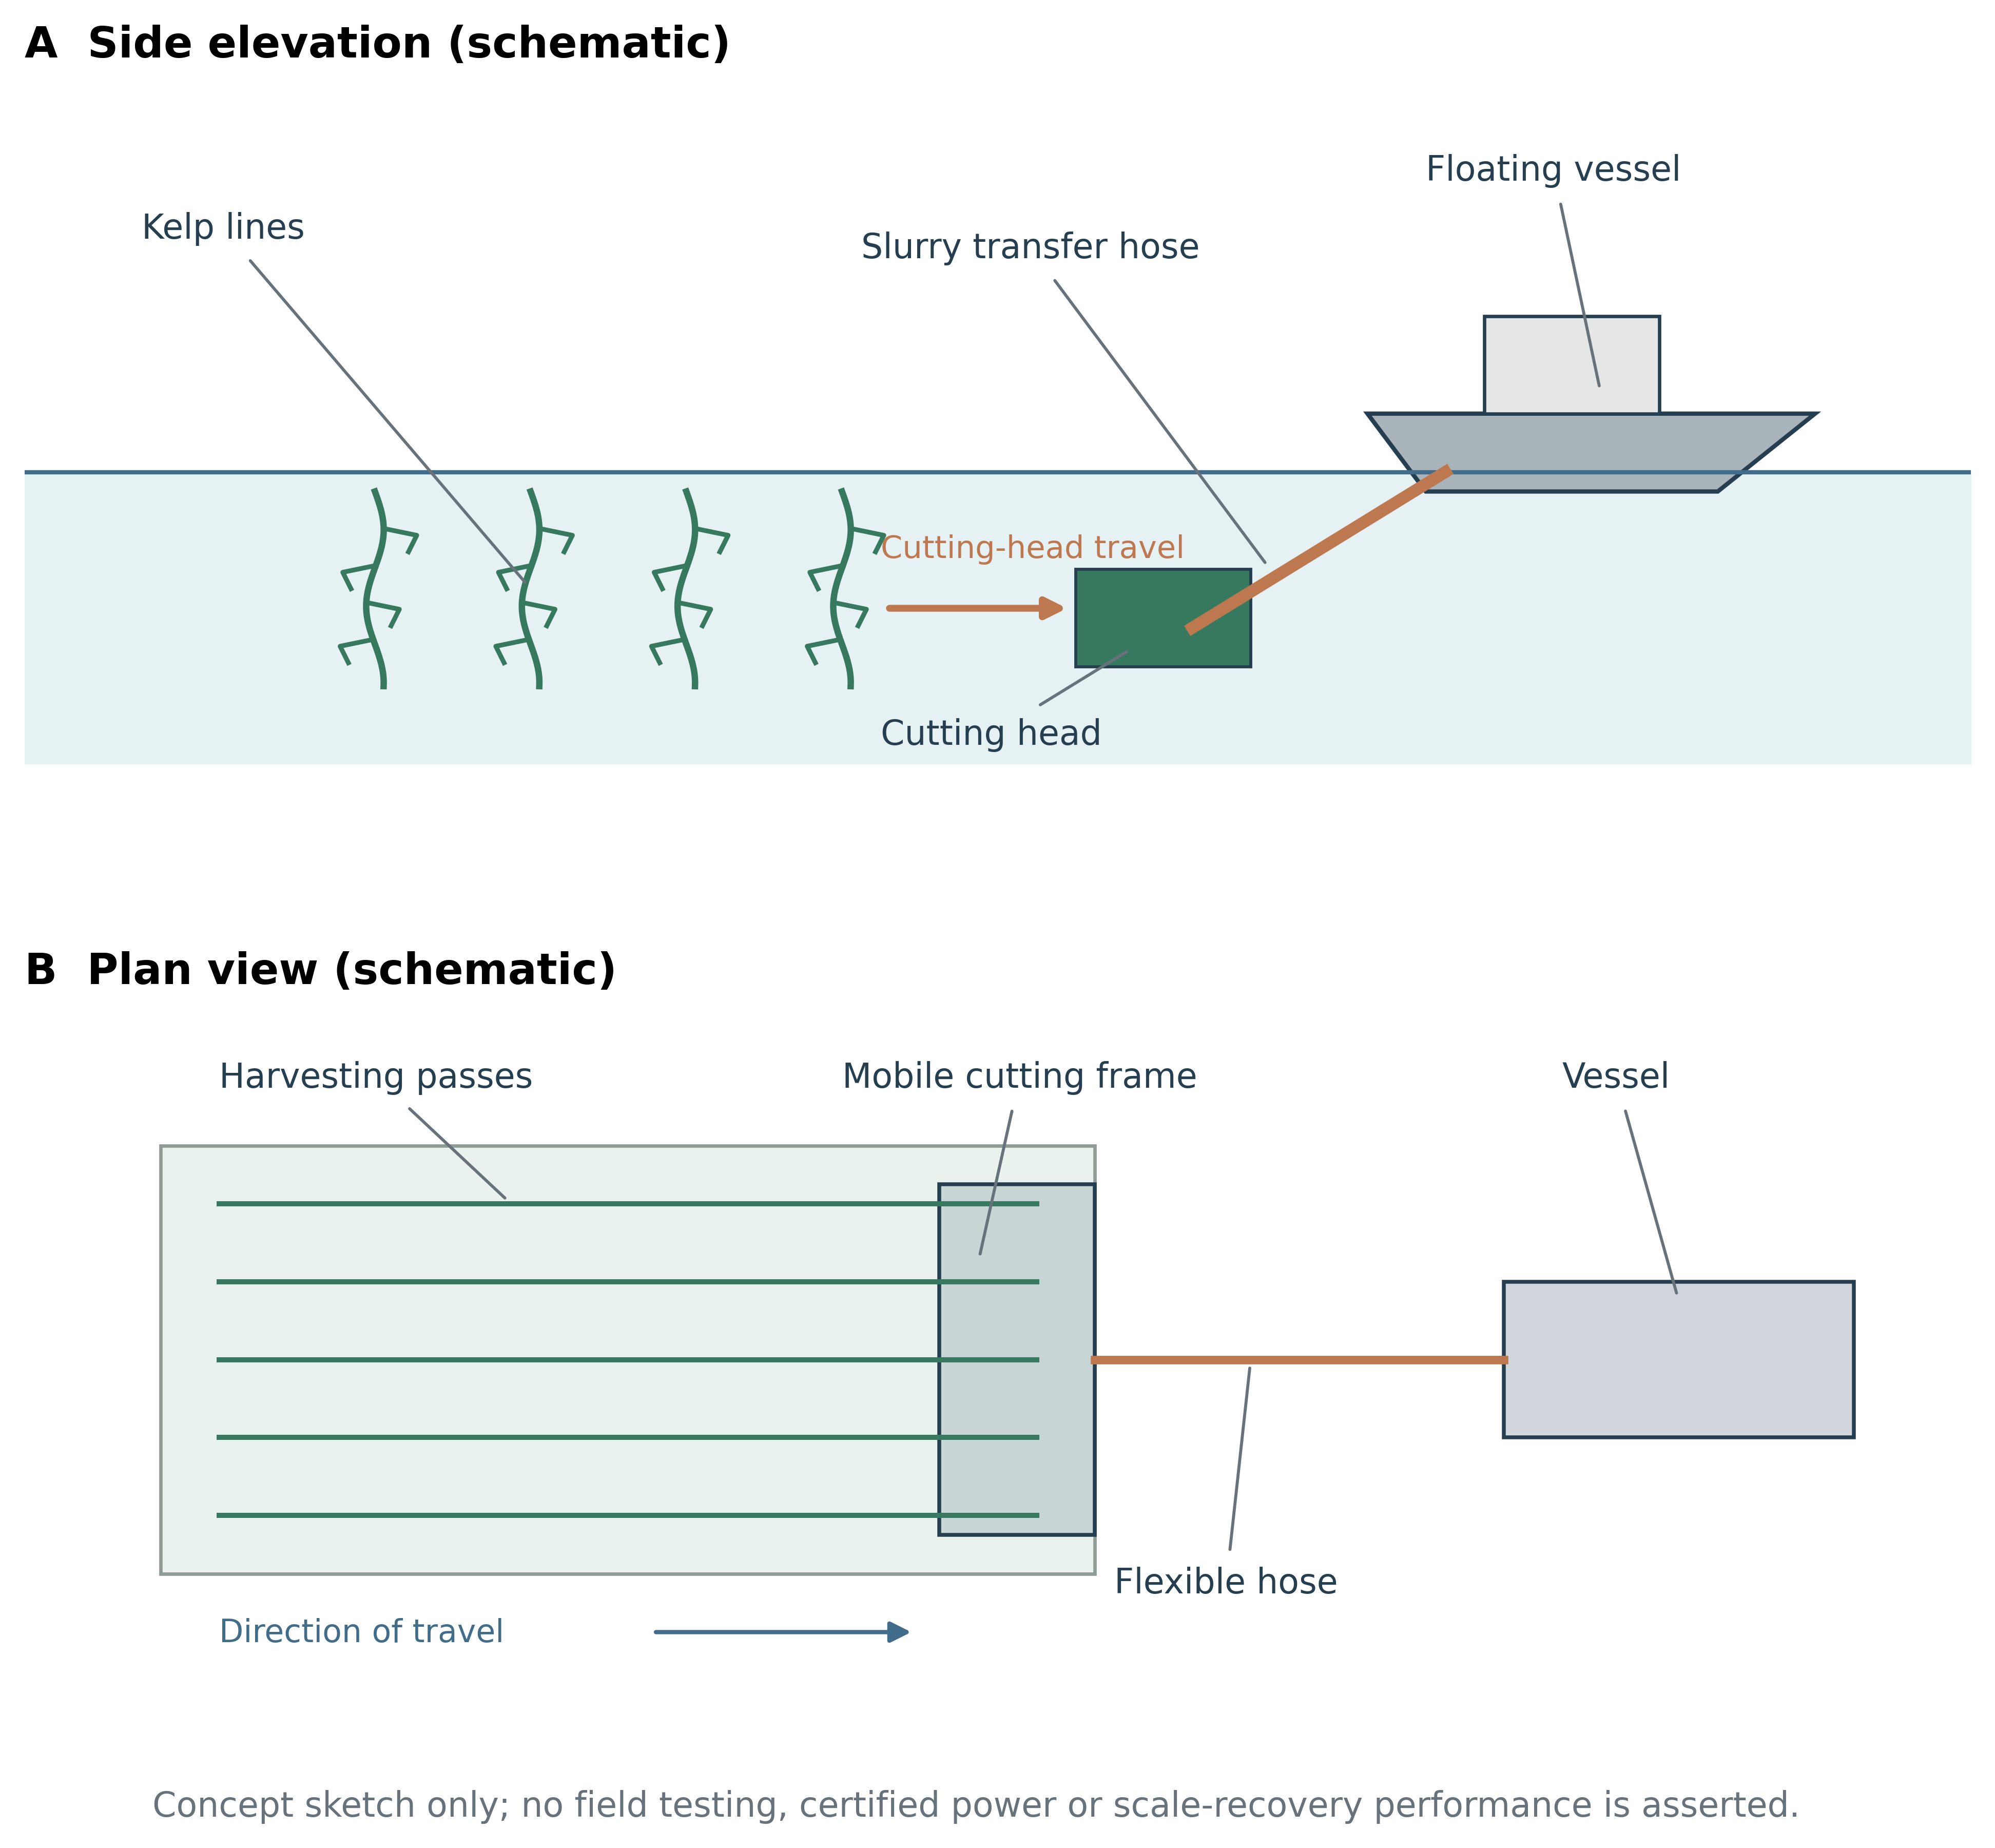 A Side elevation (schematic)
Floating vessel
Kelp lines
Slurry transfer hose
Cutting-head travel
Cutting head
B Plan view (schematic)
Harvesting passes
Mobile cutting frame
Vessel
Flexible hose
Direction of travel
Concept sketch only; no field testing, certified power or scale-recovery performance is asserted.